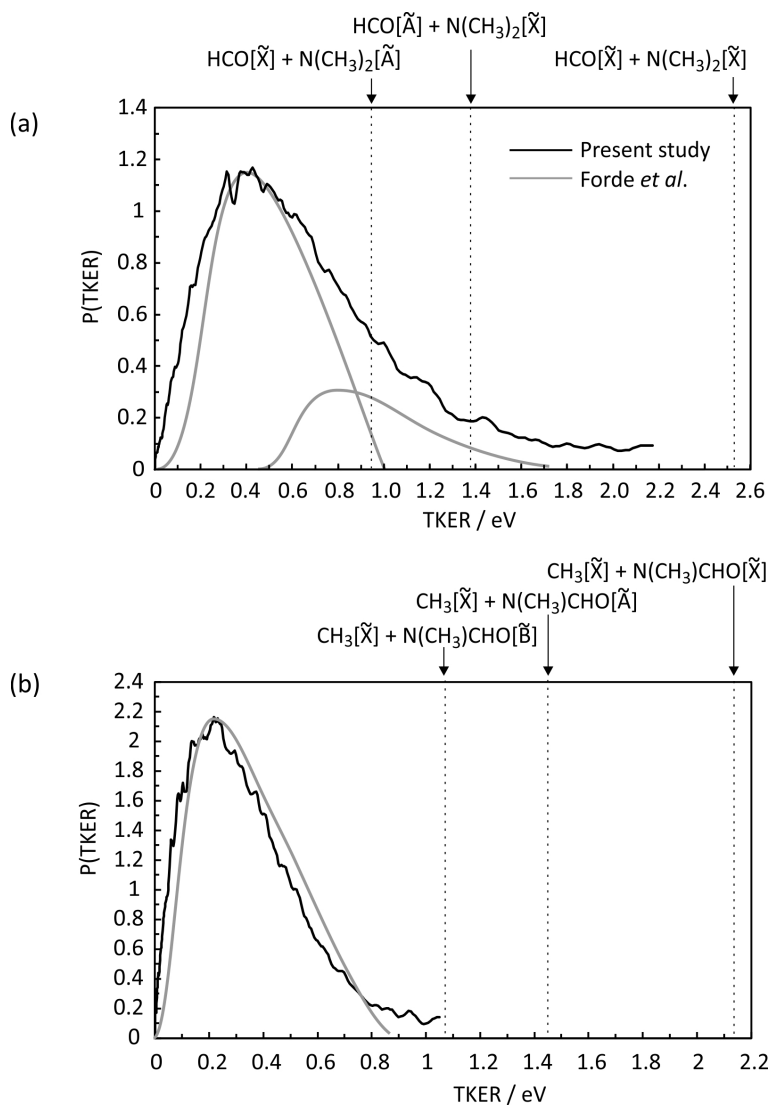 HCO[Ã] + N(CH₃)₂[X̃]
HCO[X̃] + N(CH₃)₂[Ã]
HCO[X̃] + N(CH₃)₂[X̃]
(a)
1.4
1.2
1
0.8
0.6
0.4
0.2
0
P(TKER)
Present study
Forde et al.
0 0.2 0.4 0.6 0.8 1.0 1.2 1.4 1.6 1.8 2.0 2.2 2.4 2.6
TKER / eV
CH₃[X̃] + N(CH₃)CHO[X̃]
CH₃[X̃] + N(CH₃)CHO[Ã]
CH₃[X̃] + N(CH₃)CHO[B̃]
(b)
2.4
2.2
2
1.8
1.6
1.4
1.2
1
0.8
0.6
0.4
0.2
0
P(TKER)
0 0.2 0.4 0.6 0.8 1 1.2 1.4 1.6 1.8 2 2.2
TKER / eV